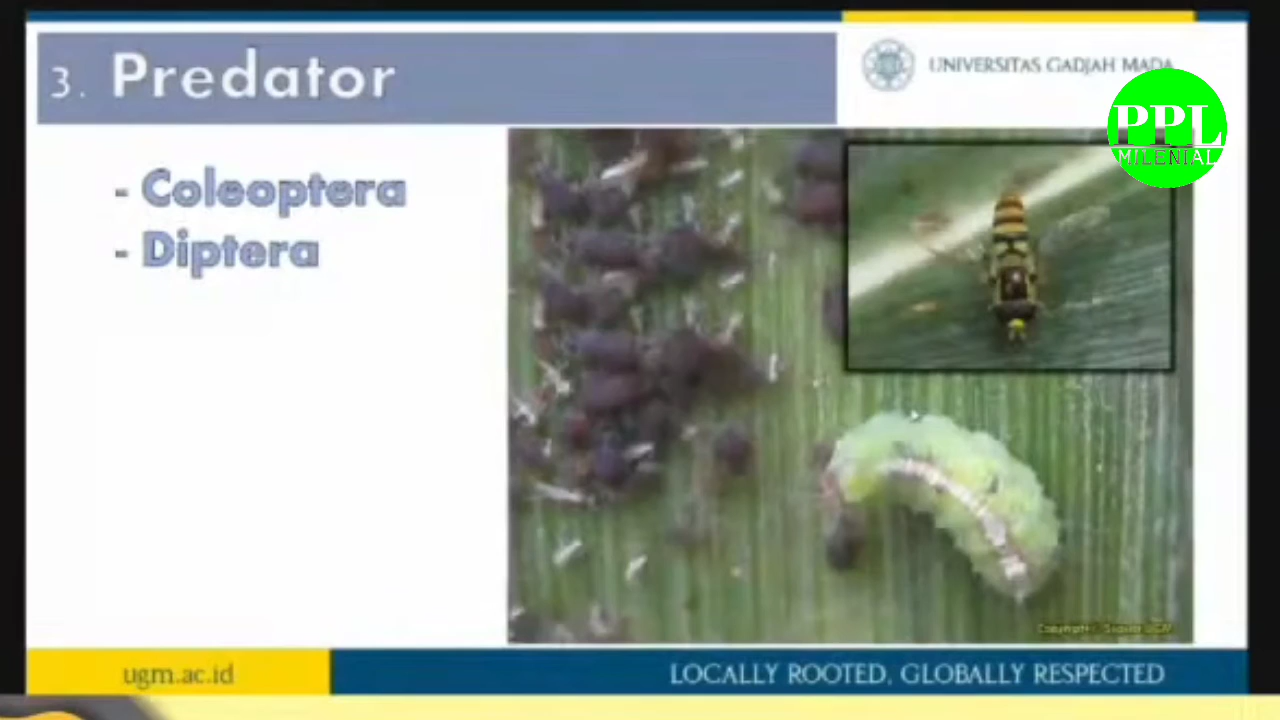 3. Predator
UNIVERSITAS GADJAH MADA
PPL
MILENIAL
- Coleoptera
- Diptera
ugm.ac.id
LOCALLY ROOTED, GLOBALLY RESPECTED